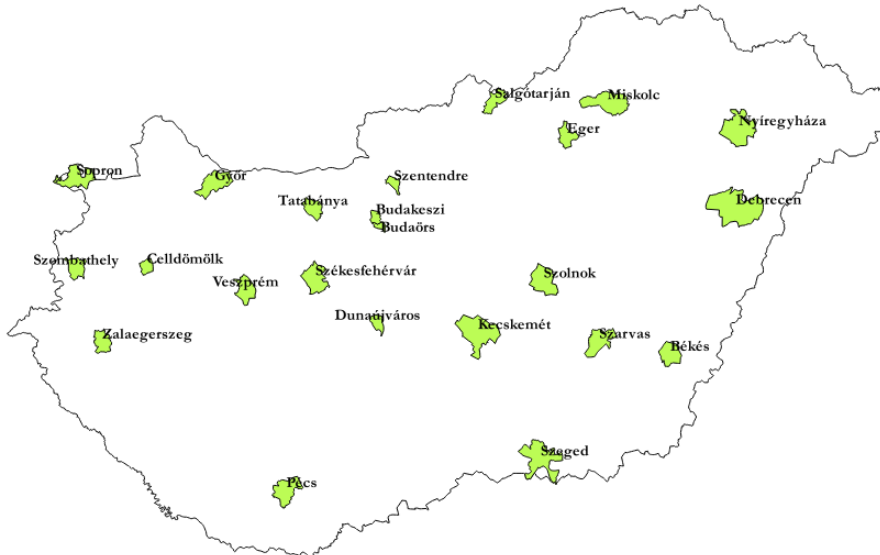 Salgótarján
Miskolc
Nyíregyháza
Eger
Sopron
Győr
Szentendre
Tatabánya
Budakeszi
Debrecen
Budaörs
Szombathely
Celldömölk
Székesfehérvár
Szolnok
Veszprém
Dunaújváros
Kecskemét
Zalaegerszeg
Szarvas
Békés
Szeged
Pécs